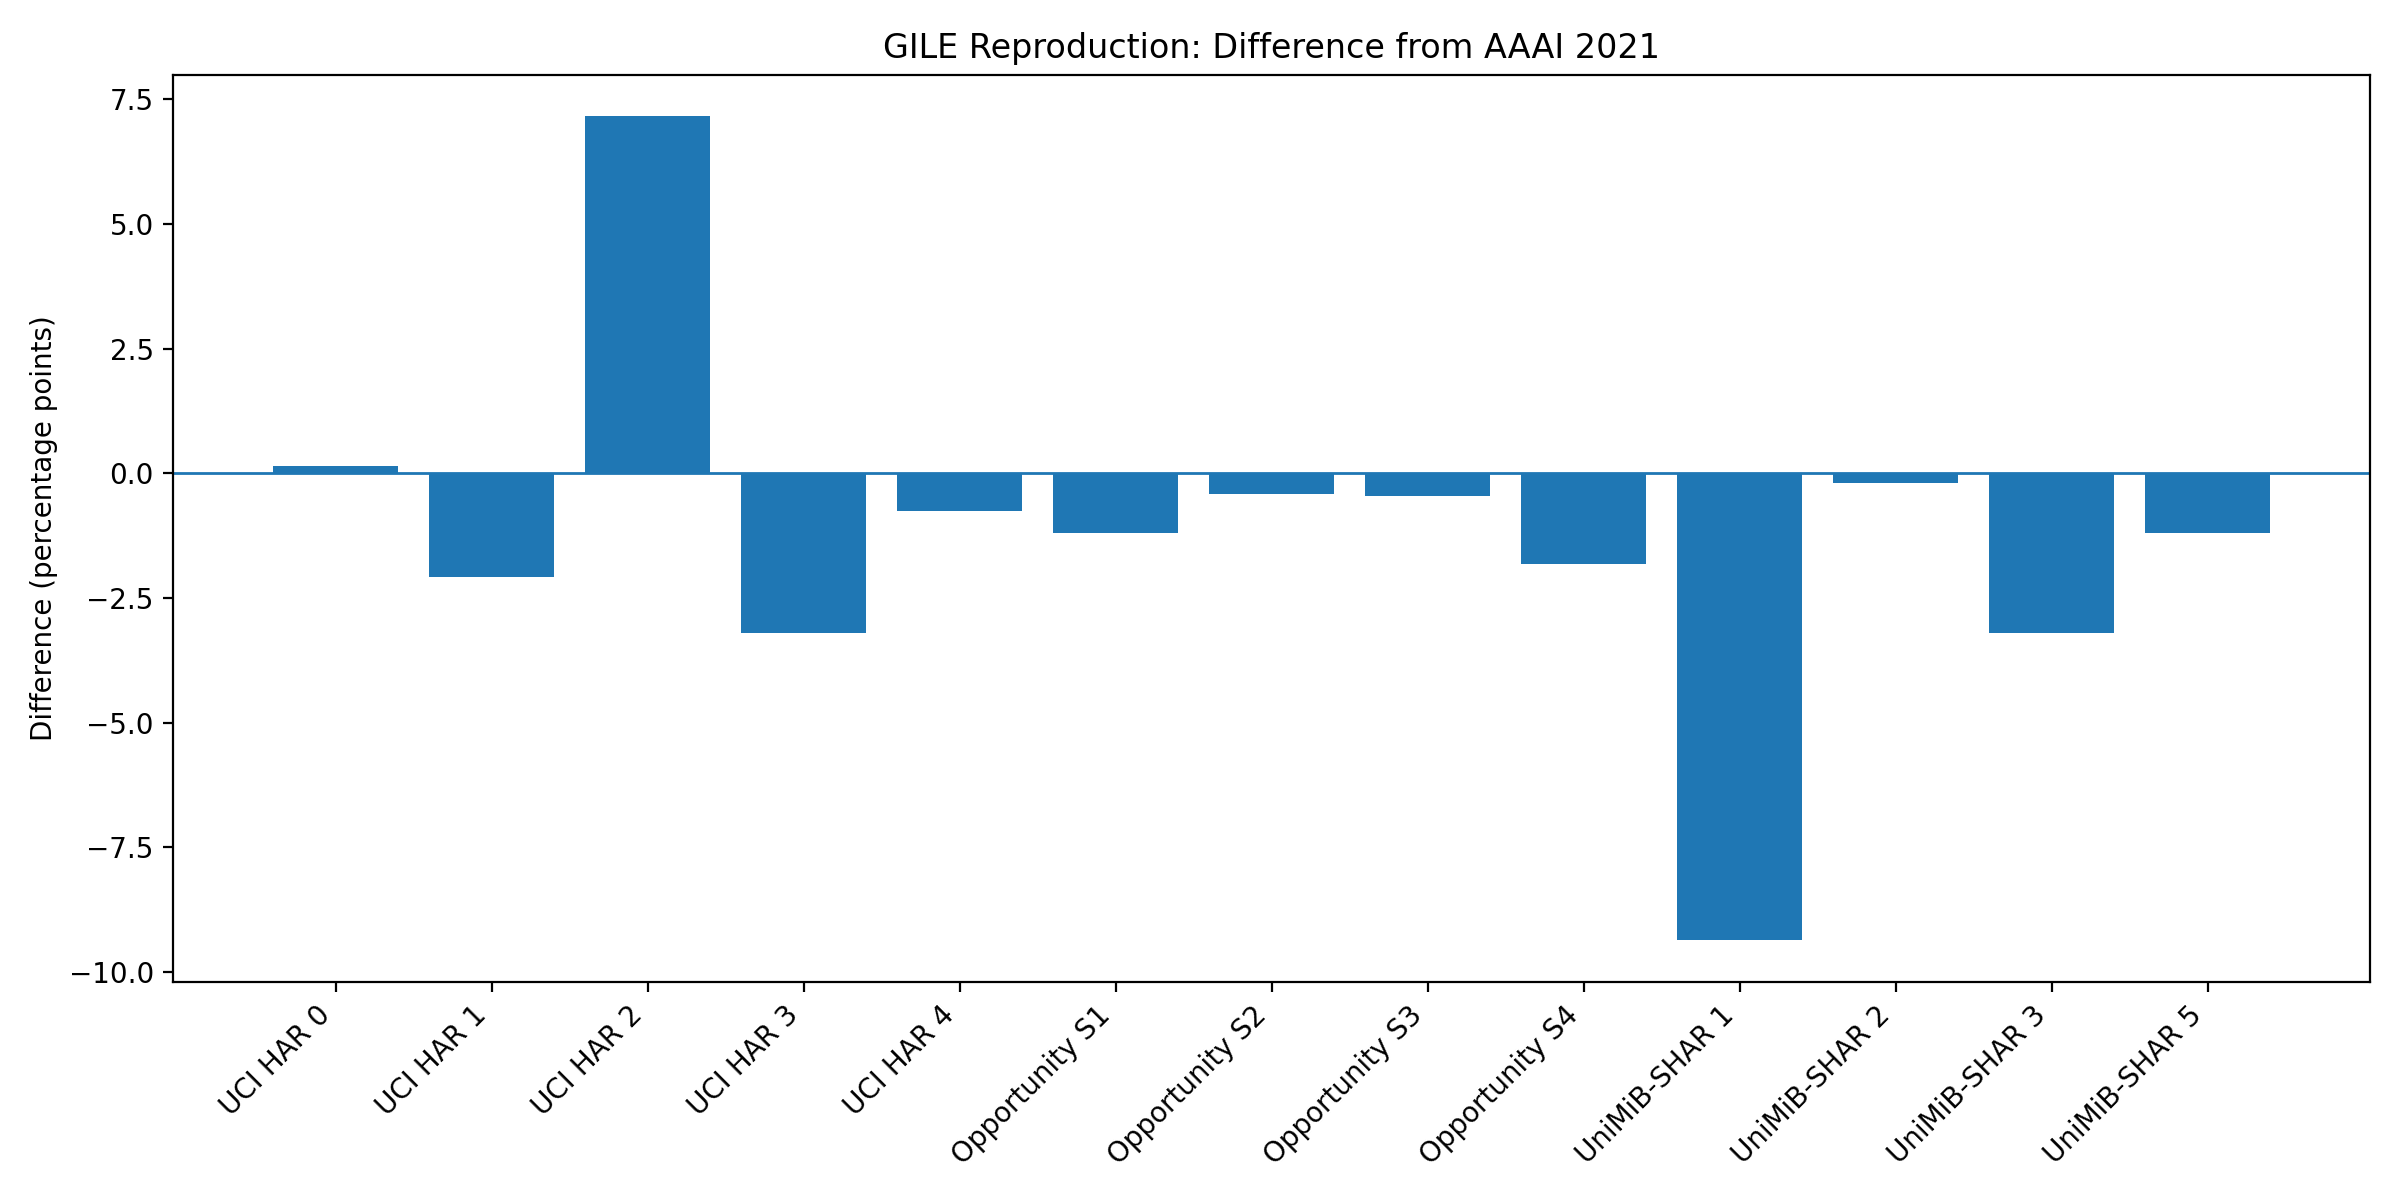 GILE Reproduction: Difference from AAAI 2021
Difference (percentage points)
7.5
5.0
2.5
0.0
−2.5
−5.0
−7.5
−10.0
UCI HAR 0
UCI HAR 1
UCI HAR 2
UCI HAR 3
UCI HAR 4
Opportunity S1
Opportunity S2
Opportunity S3
Opportunity S4
UniMiB-SHAR 1
UniMiB-SHAR 2
UniMiB-SHAR 3
UniMiB-SHAR 5